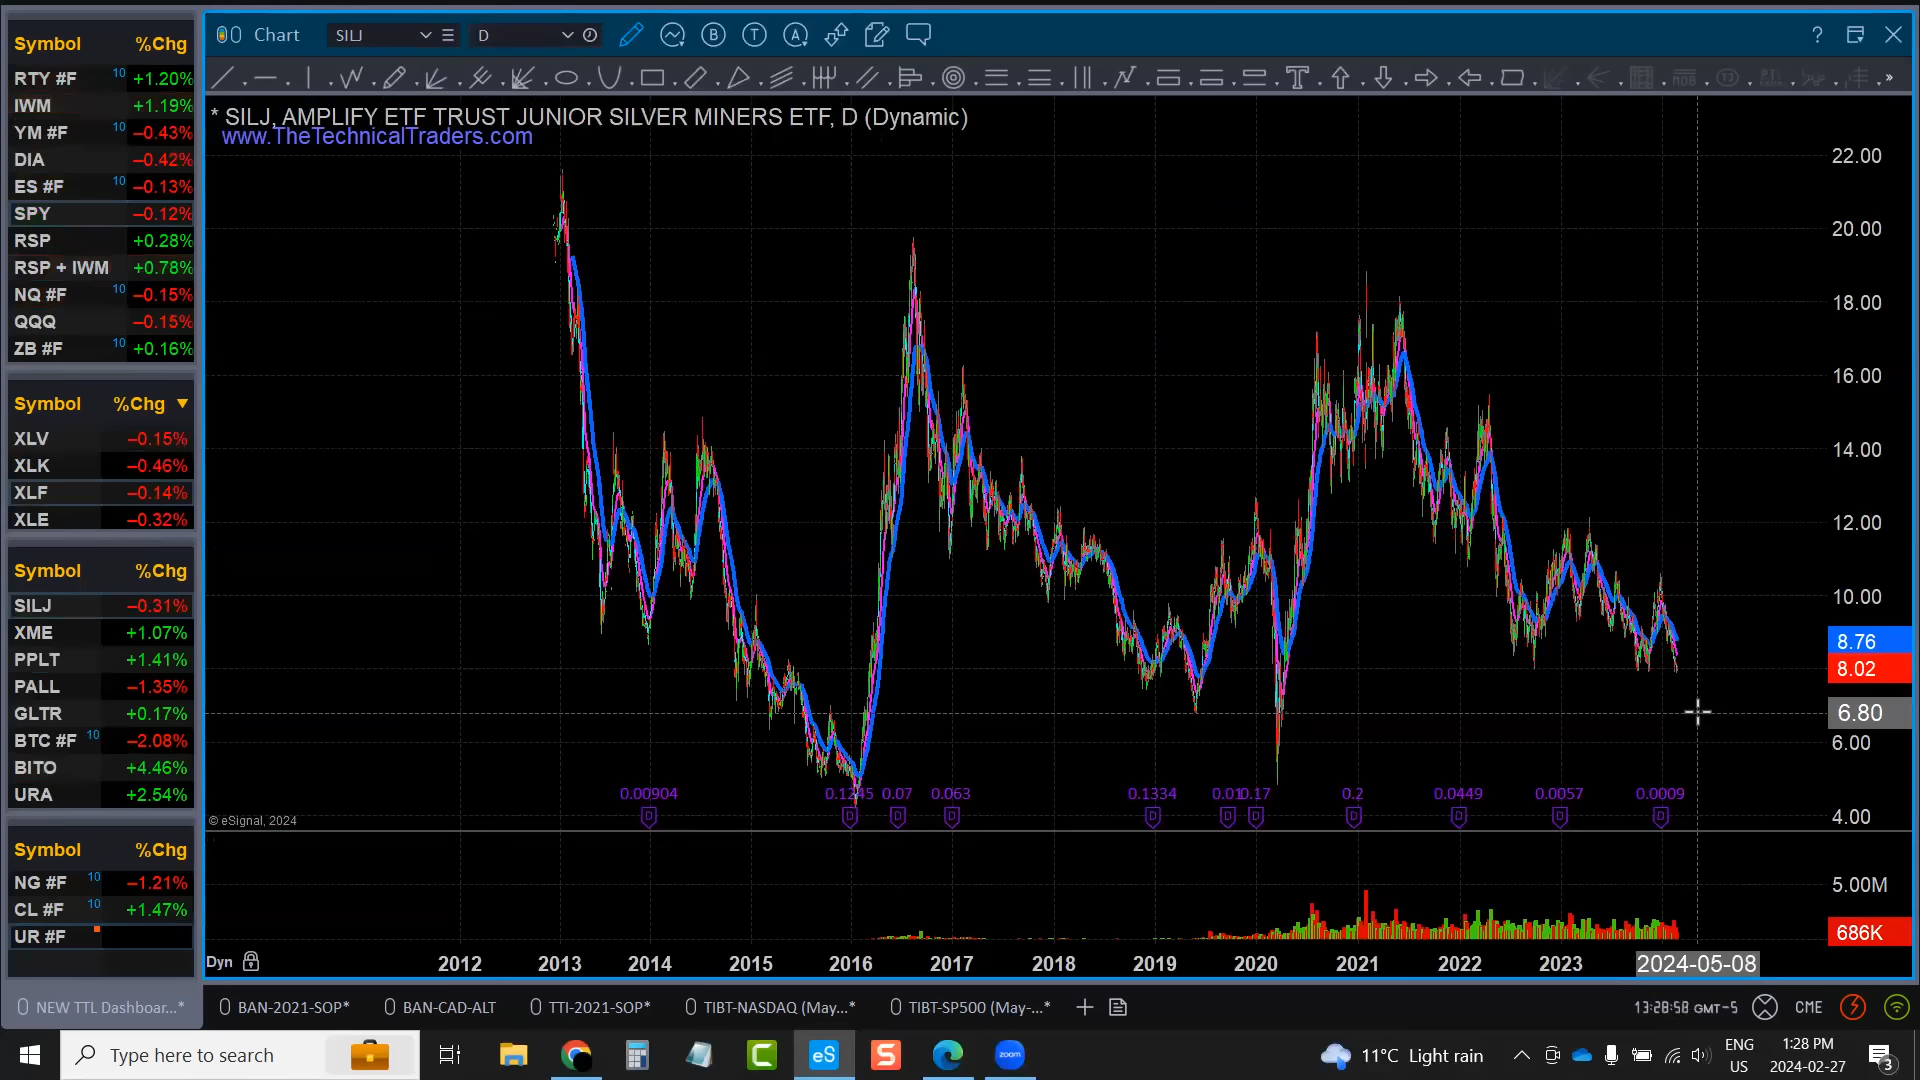 Symbol %Chg
RTY #F 10 +1.20%
IWM +1.19%
YM #F 10 –0.43%
DIA –0.42%
ES #F 10 –0.13%
SPY –0.12%
RSP +0.28%
RSP + IWM +0.78%
NQ #F 10 –0.15%
QQQ –0.15%
ZB #F 10 +0.16%
Symbol %Chg ▼
XLV –0.15%
XLK –0.46%
XLF –0.14%
XLE –0.32%
Symbol %Chg
SILJ –0.31%
XME +1.07%
PPLT +1.41%
PALL –1.35%
GLTR +0.17%
BTC #F 10 –2.08%
BITO +4.46%
URA +2.54%
Symbol %Chg
NG #F 10 –1.21%
CL #F 10 +1.47%
UR #F
Chart SILJ D
* SILJ, AMPLIFY ETF TRUST JUNIOR SILVER MINERS ETF, D (Dynamic)
www.TheTechnicalTraders.com
22.00
20.00
18.00
16.00
14.00
12.00
10.00
8.76
8.02
6.80
6.00
4.00
0.00904 0.1245 0.07 0.063 0.1334 0.17 0.2 0.0449 0.0057 0.0009
D D D D D D D D D D D
© eSignal, 2024
5.00M
686K
Dyn 2012 2013 2014 2015 2016 2017 2018 2019 2020 2021 2022 2023 2024-05-08
NEW TTL Dashboar...* BAN-2021-SOP* BAN-CAD-ALT TTI-2021-SOP* TIBT-NASDAQ (May...* TIBT-SP500 (May-...* 13:28:58 GMT-5 CME
Type here to search eS zoom 11°C Light rain ENG US 1:28 PM 2024-02-27 3